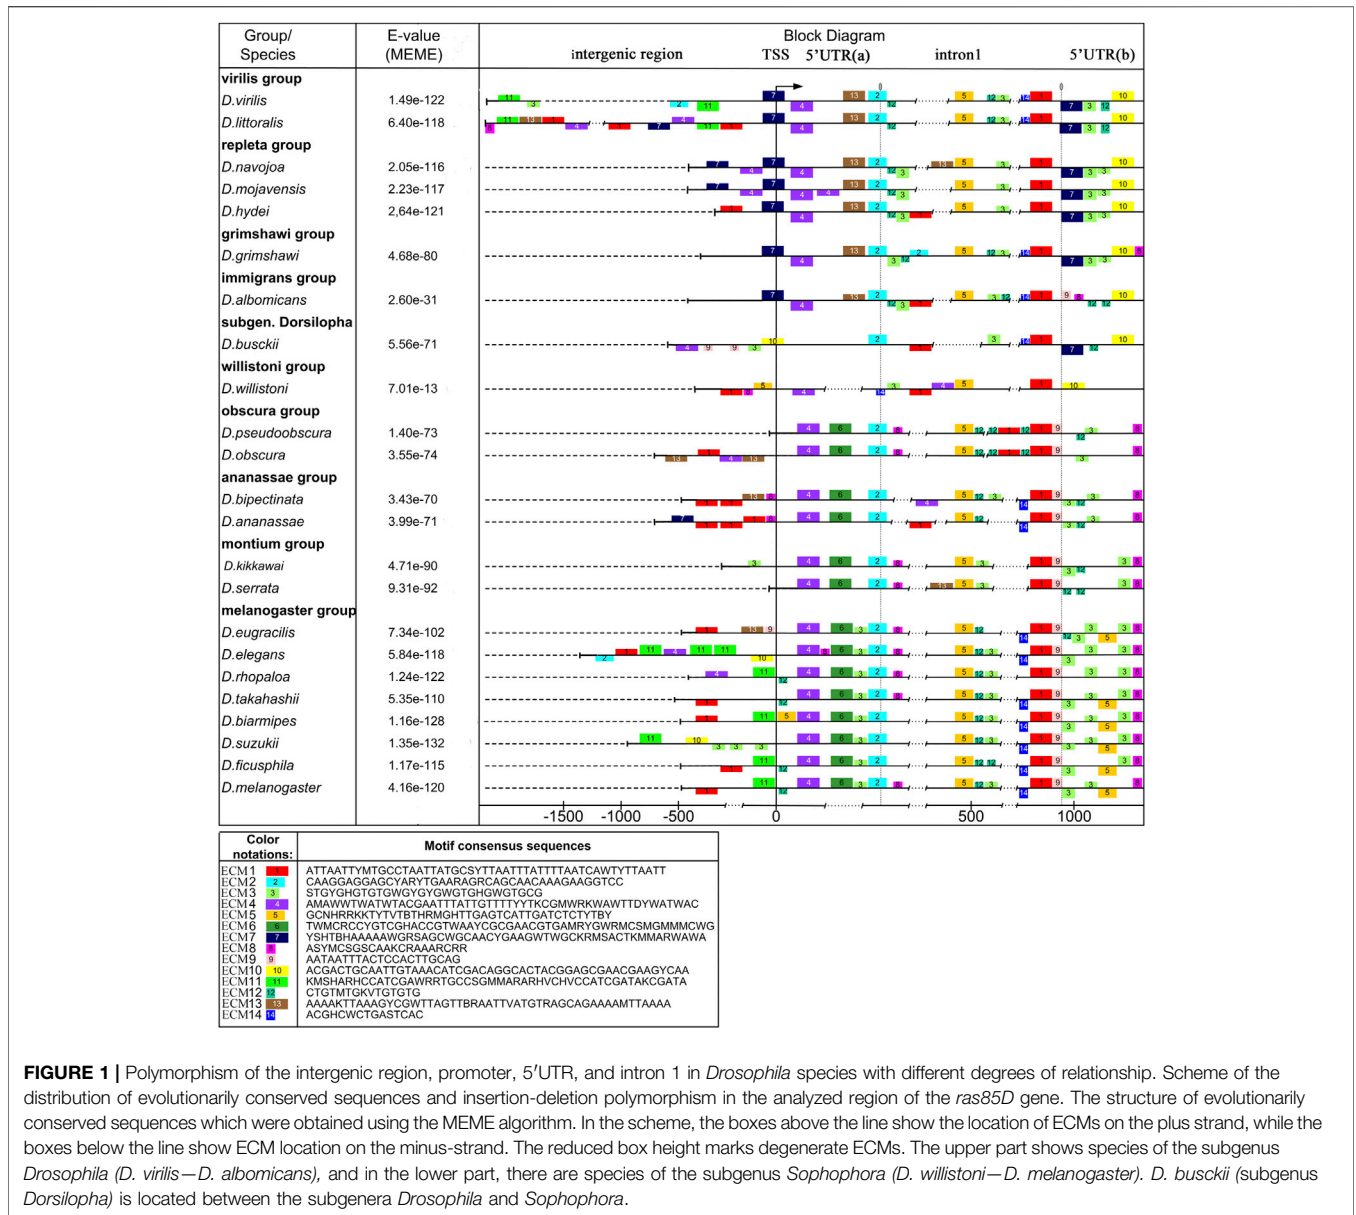 Group/ Species E-value (MEME) Block Diagram
intergenic region TSS 5'UTR(a) intron1 5'UTR(b)
virilis group
D.virilis 1.49e-122
D.littoralis 6.40e-118
repleta group
D.navojoa 2.05e-116
D.mojavensis 2.23e-117
D.hydei 2,64e-121
grimshawi group
D.grimshawi 4.68e-80
immigrans group
D.albomicans 2.60e-31
subgen. Dorsilopha
D.busckii 5.56e-71
willistoni group
D.willistoni 7.01e-13
obscura group
D.pseudoobscura 1.40e-73
D.obscura 3.55e-74
ananassae group
D.bipectinata 3.43e-70
D.ananassae 3.99e-71
montium group
D.kikkawai 4.71e-90
D.serrata 9.31e-92
melanogaster group
D.eugracilis 7.34e-102
D.elegans 5.84e-118
D.rhopaloa 1.24e-122
D.takahashii 5.35e-110
D.biarmipes 1.16e-128
D.suzukii 1.35e-132
D.ficusphila 1.17e-115
D.melanogaster 4.16e-120
-1500 -1000 -500 0 500 1000
Color notations: Motif consensus sequences
ECM1 1 ATTAATTYMTGCCTAATTATGCSYTTAATTTATTTTAATCAWTYTTAATT
ECM2 2 CAAGGAGGAGCYARYTGAARAGRCAGCAACAAAGAAGGTCC
ECM3 3 STGYGHGTGTGWGYGYGWGTGHGWGTGCG
ECM4 4 AMAWWTWATWTACGAATTTATTGTTTTYYTKCGMWRKWAWTTDYWATWAC
ECM5 5 GCNHRRKKTYTVTBTHRMGHTTGAGTCATTGATCTCTYTBY
ECM6 6 TWMCRCCYGTCGHACCGTWAAYCGCGAACGTGAMRYGWRMCSMGMMMCWG
ECM7 7 YSHTBHAAAAAWGRSAGCWGCAACYGAAGWTWGCKRMSACTKMMARWAWA
ECM8 8 ASYMCSGSCAAKCRAAARCRR
ECM9 9 AATAATTTACTCCACTTGCAG
ECM10 10 ACGACTGCAATTGTAAACATCGACAGGCACTACGGAGCGAACGAAGYCAA
ECM11 11 KMSHARHCCATCGAWRRTGCCSGMMARARHVCHVCCATCGATAKCGATA
ECM12 12 CTGTMTGKVTGTGTG
ECM13 13 AAAAKTTAAAGYCGWTTAGTTBRAATTVATGTRAGCAGAAAAMTTAAAA
ECM14 14 ACGHCWCTGASTCAC
FIGURE 1 | Polymorphism of the intergenic region, promoter, 5′UTR, and intron 1 in Drosophila species with different degrees of relationship. Scheme of the
distribution of evolutionarily conserved sequences and insertion-deletion polymorphism in the analyzed region of the ras85D gene. The structure of evolutionarily
conserved sequences which were obtained using the MEME algorithm. In the scheme, the boxes above the line show the location of ECMs on the plus strand, while the
boxes below the line show ECM location on the minus-strand. The reduced box height marks degenerate ECMs. The upper part shows species of the subgenus
Drosophila (D. virilis—D. albomicans), and in the lower part, there are species of the subgenus Sophophora (D. willistoni—D. melanogaster). D. busckii (subgenus
Dorsilopha) is located between the subgenera Drosophila and Sophophora.